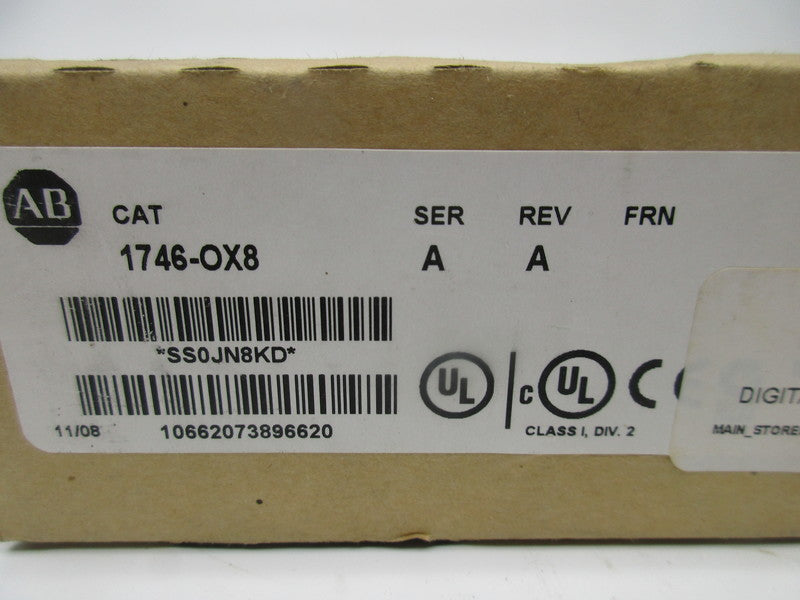 AB
CAT SER REV FRN
1746-OX8 A A
*SS0JN8KD*
UL c UL C
CLASS I, DIV. 2
11/08 10662073896620
DIGITA
MAIN_STORE